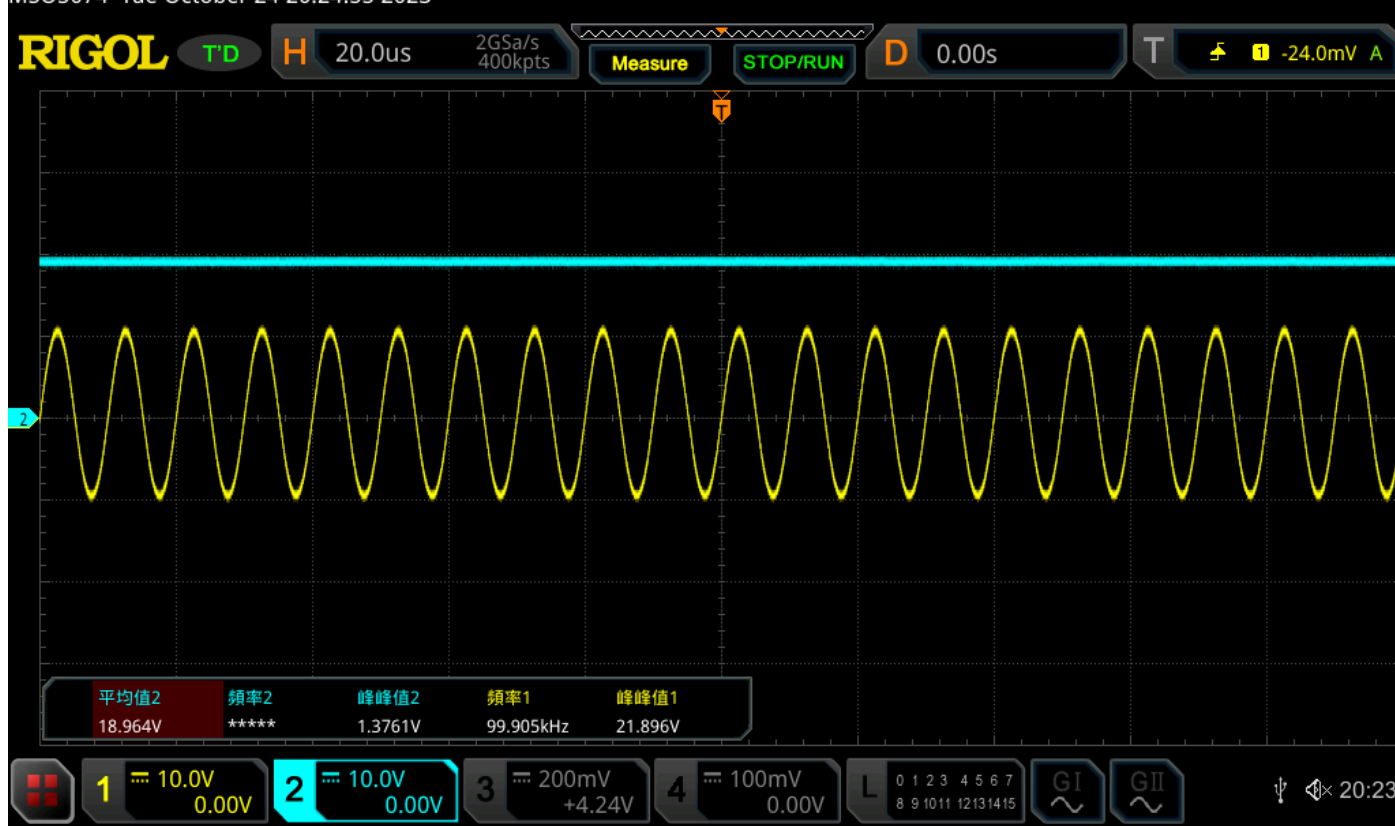 RIGOL T'D H 20.0us 2GSa/s 400kpts Measure STOP/RUN D 0.00s T 1 -24.0mV A
T
2
平均值2 頻率2 峰峰值2 頻率1 峰峰值1
18.964V ***** 1.3761V 99.905kHz 21.896V
1 10.0V 0.00V 2 10.0V 0.00V 3 200mV +4.24V 4 100mV 0.00V L 0 1 2 3 4 5 6 7 GI GII 20:23
8 9 10 11 12 13 14 15